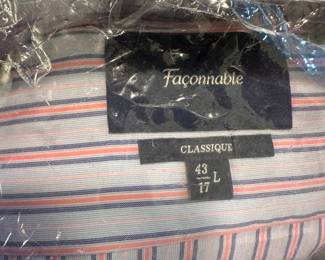 Façonnable
CLASSIQUE
43
17 L